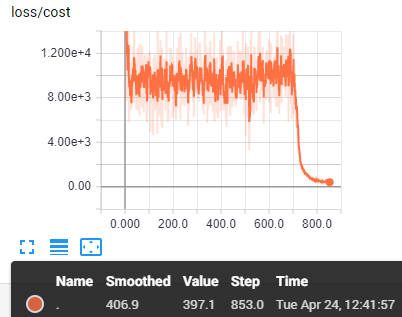 loss/cost
1.200e+4
8.00e+3
4.00e+3
0.00
0.000 200.0 400.0 600.0 800.0
Name Smoothed Value Step Time
. 406.9 397.1 853.0 Tue Apr 24, 12:41:57